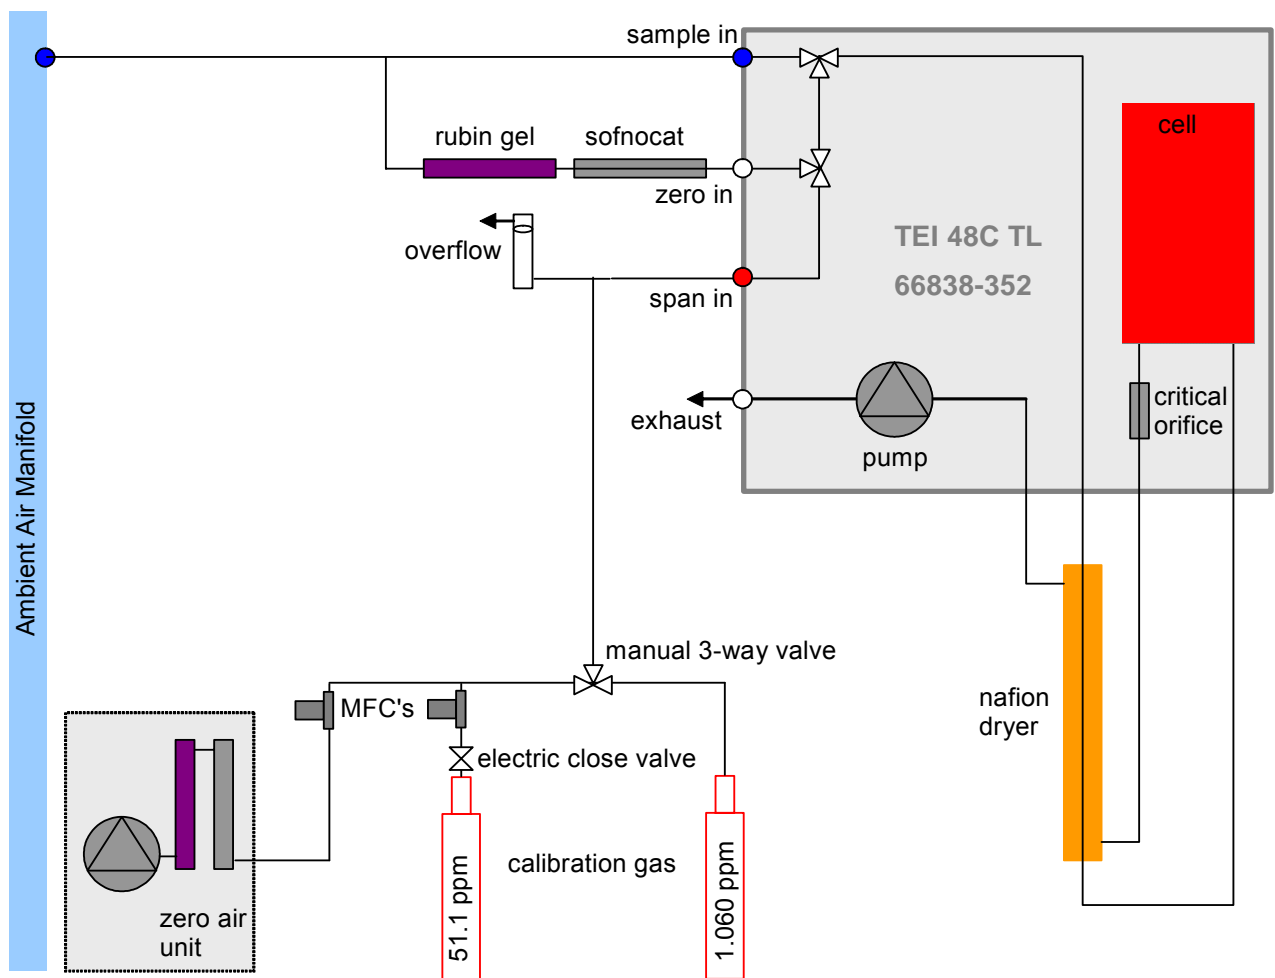 sample in
rubin gel
sofnocat
cell
zero in
overflow
TEI 48C TL
66838-352
span in
critical
orifice
exhaust
pump
Ambient Air Manifold
manual 3-way valve
MFC's
nafion
dryer
electric close valve
calibration gas
51.1 ppm
1.060 ppm
zero air
unit